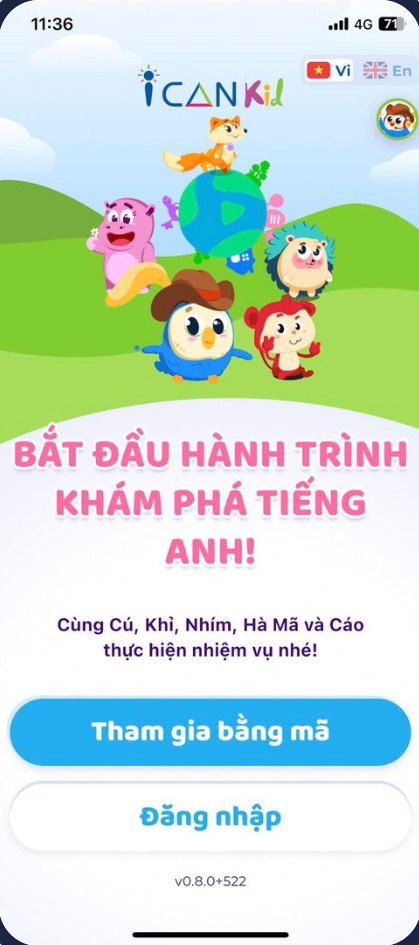 11:36
4G 71
iCANKid
Vi En
BẮT ĐẦU HÀNH TRÌNH
KHÁM PHÁ TIẾNG
ANH!
Cùng Cú, Khỉ, Nhím, Hà Mã và Cáo
thực hiện nhiệm vụ nhé!
Tham gia bằng mã
Đăng nhập
v0.8.0+522